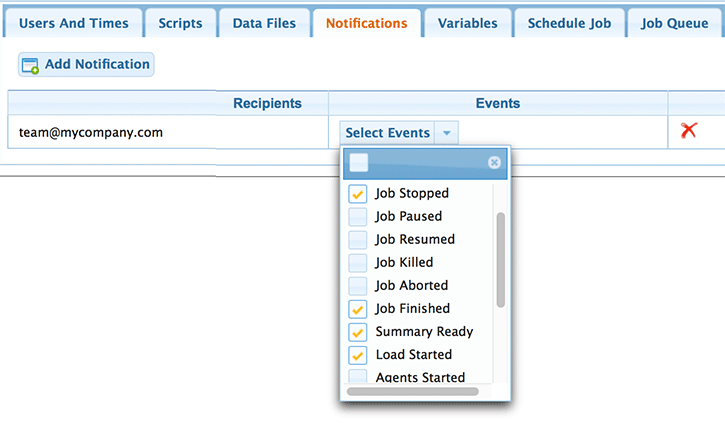 Users And Times Scripts Data Files Notifications Variables Schedule Job Job Queue
Add Notification
Recipients Events
team@mycompany.com Select Events
Job Stopped
Job Paused
Job Resumed
Job Killed
Job Aborted
Job Finished
Summary Ready
Load Started
Agents Started